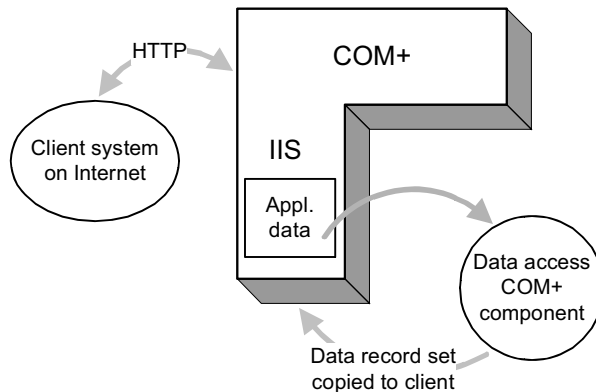 HTTP
COM+
Client system
on Internet
IIS
Appl.
data
Data access
COM+
component
Data record set
copied to client